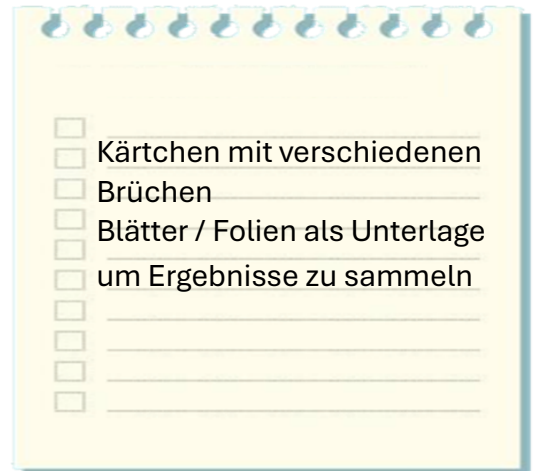 Kärtchen mit verschiedenen
Brüchen
Blätter / Folien als Unterlage
um Ergebnisse zu sammeln